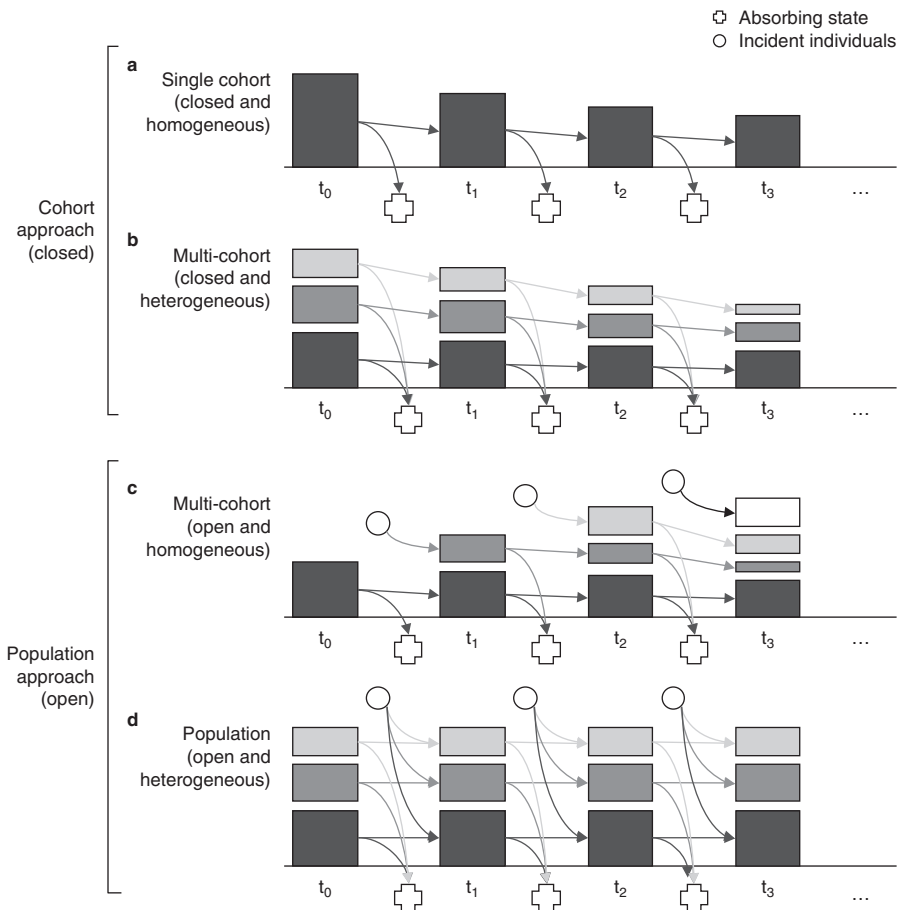 Absorbing state
Incident individuals
a
Single cohort
(closed and
homogeneous)
t0 t1 t2 t3 ...
Cohort
approach
(closed)
b
Multi-cohort
(closed and
heterogeneous)
t0 t1 t2 t3 ...
c
Multi-cohort
(open and
homogeneous)
t0 t1 t2 t3 ...
Population
approach
(open)
d
Population
(open and
heterogeneous)
t0 t1 t2 t3 ...